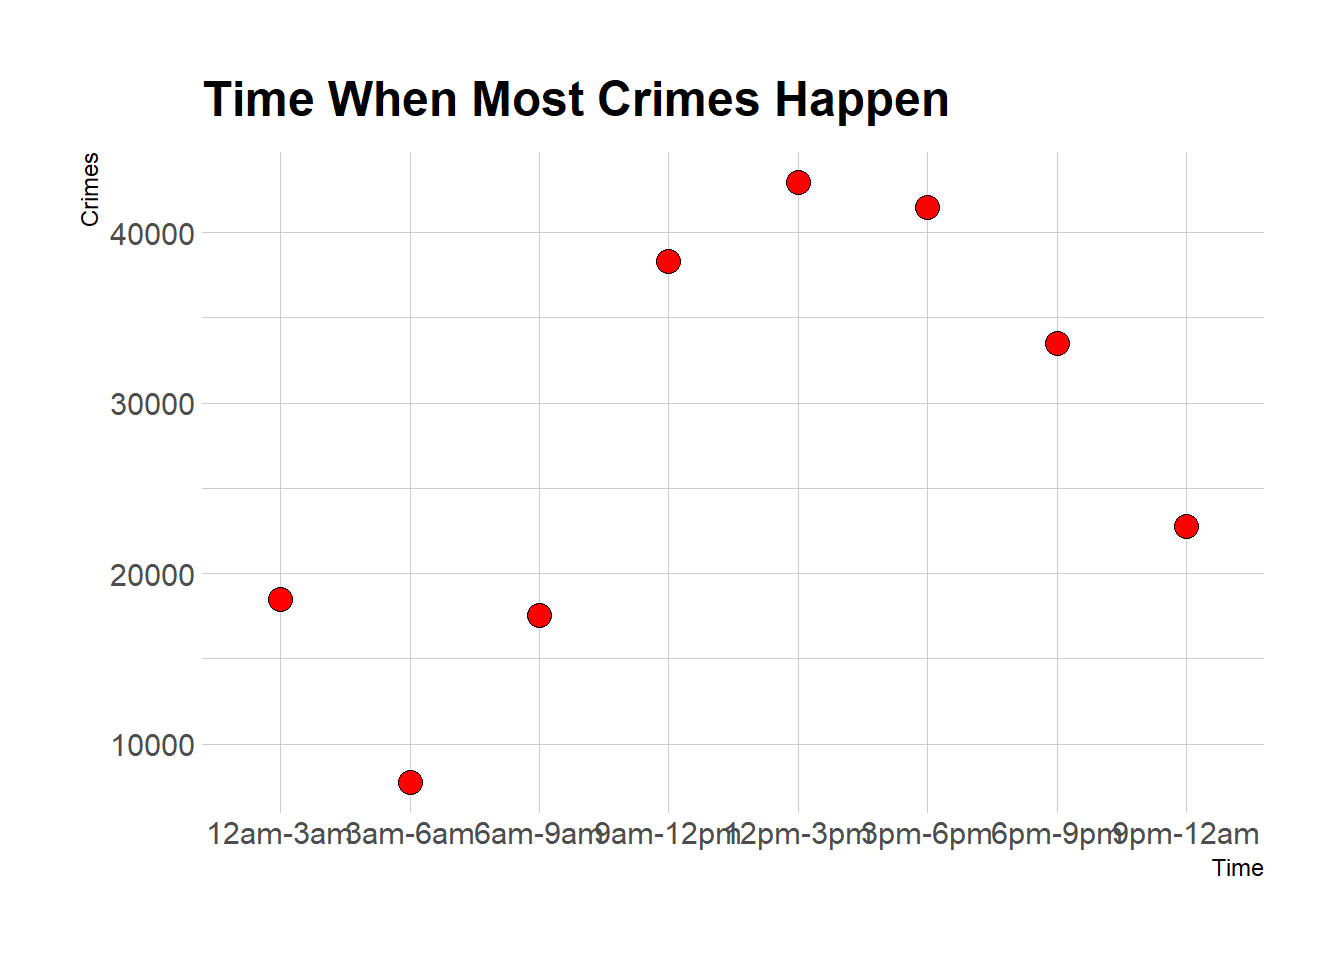 Time When Most Crimes Happen
Crimes
40000
30000
20000
10000
12am-3am 3am-6am 6am-9am 9am-12pm 12pm-3pm 3pm-6pm 6pm-9pm 9pm-12am
Time